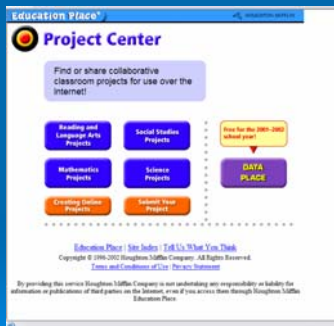 Education Place®
HOUGHTON MIFFLIN
Project Center
Find or share collaborative
classroom projects for use over the
Internet!
Reading and
Language Arts
Projects
Social Studies
Projects
Free for the 2001-2002
school year!
Mathematics
Projects
Science
Projects
DATA
PLACE
Creating Online
Projects
Submit Your
Project
Education Place | Site Index | Tell Us What You Think
Copyright © 1996-2002 Houghton Mifflin Company. All Rights Reserved.
Terms and Conditions of Use | Privacy Statement
By providing this service Houghton Mifflin Company is not undertaking any responsibility or liability for
information or publications of third parties on the Internet, even if you access them through Houghton Mifflin
Education Place.